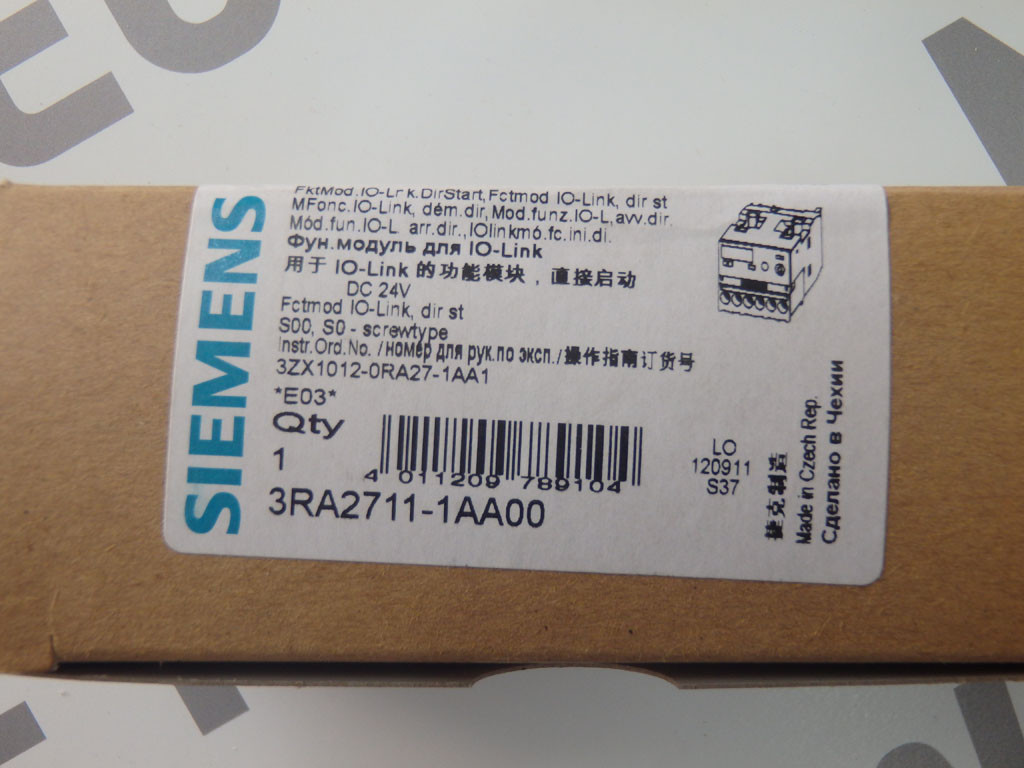 SIEMENS
FktMod.IO-Link.DirStart,Fctmod IO-Link, dir st
MFonc.IO-Link, dém.dir,Mod.funz.IO-L,avv.dir.
Mód.fun.IO-L arr.dir.,IOlinkmó.fc.ini.di.
Фун.модуль для IO-Link
用于 IO-Link 的功能模块，直接启动
DC 24V
Fctmod IO-Link, dir st
S00, S0 - screwtype
Instr.Ord.No./номер для рук.по эксп./操作指南订货号
3ZX1012-0RA27-1AA1
*E03*
Qty
1
4 011209 789104
3RA2711-1AA00
LO
120911
S37
捷克制造
Made in Czech Rep.
Сделано в Чехии